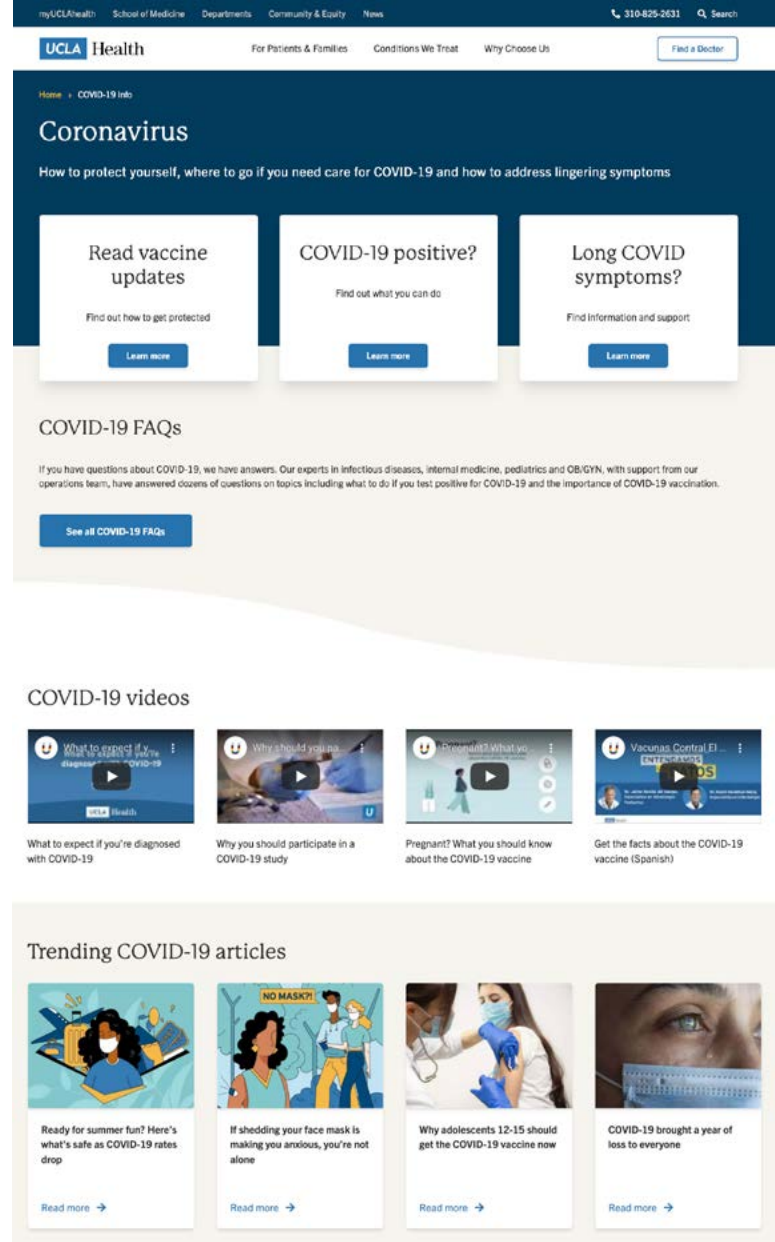 myUCLAhealth School of Medicine Departments Community & Equity News 310-825-2631 Search
UCLA Health For Patients & Families Conditions We Treat Why Choose Us Find a Doctor
Home › COVID-19 Info
Coronavirus
How to protect yourself, where to go if you need care for COVID-19 and how to address lingering symptoms
Read vaccine
updates
Find out how to get protected
Learn more
COVID-19 positive?
Find out what you can do
Learn more
Long COVID
symptoms?
Find information and support
Learn more
COVID-19 FAQs
If you have questions about COVID-19, we have answers. Our experts in infectious diseases, internal medicine, pediatrics and OB/GYN, with support from our
operations team, have answered dozens of questions on topics including what to do if you test positive for COVID-19 and the importance of COVID-19 vaccination.
See all COVID-19 FAQs
COVID-19 videos
What to expect if y...
UCLA Health
What to expect if you're diagnosed
with COVID-19
Why should you pa...
Why you should participate in a
COVID-19 study
Pregnant? What yo...
Pregnant? What you should know
about the COVID-19 vaccine
Vacunas Contral El ...
ENTENDAMOS
DATOS
Get the facts about the COVID-19
vaccine (Spanish)
Trending COVID-19 articles
Ready for summer fun? Here's
what's safe as COVID-19 rates
drop
Read more →
NO MASK?!
If shedding your face mask is
making you anxious, you're not
alone
Read more →
Why adolescents 12-15 should
get the COVID-19 vaccine now
Read more →
COVID-19 brought a year of
loss to everyone
Read more →